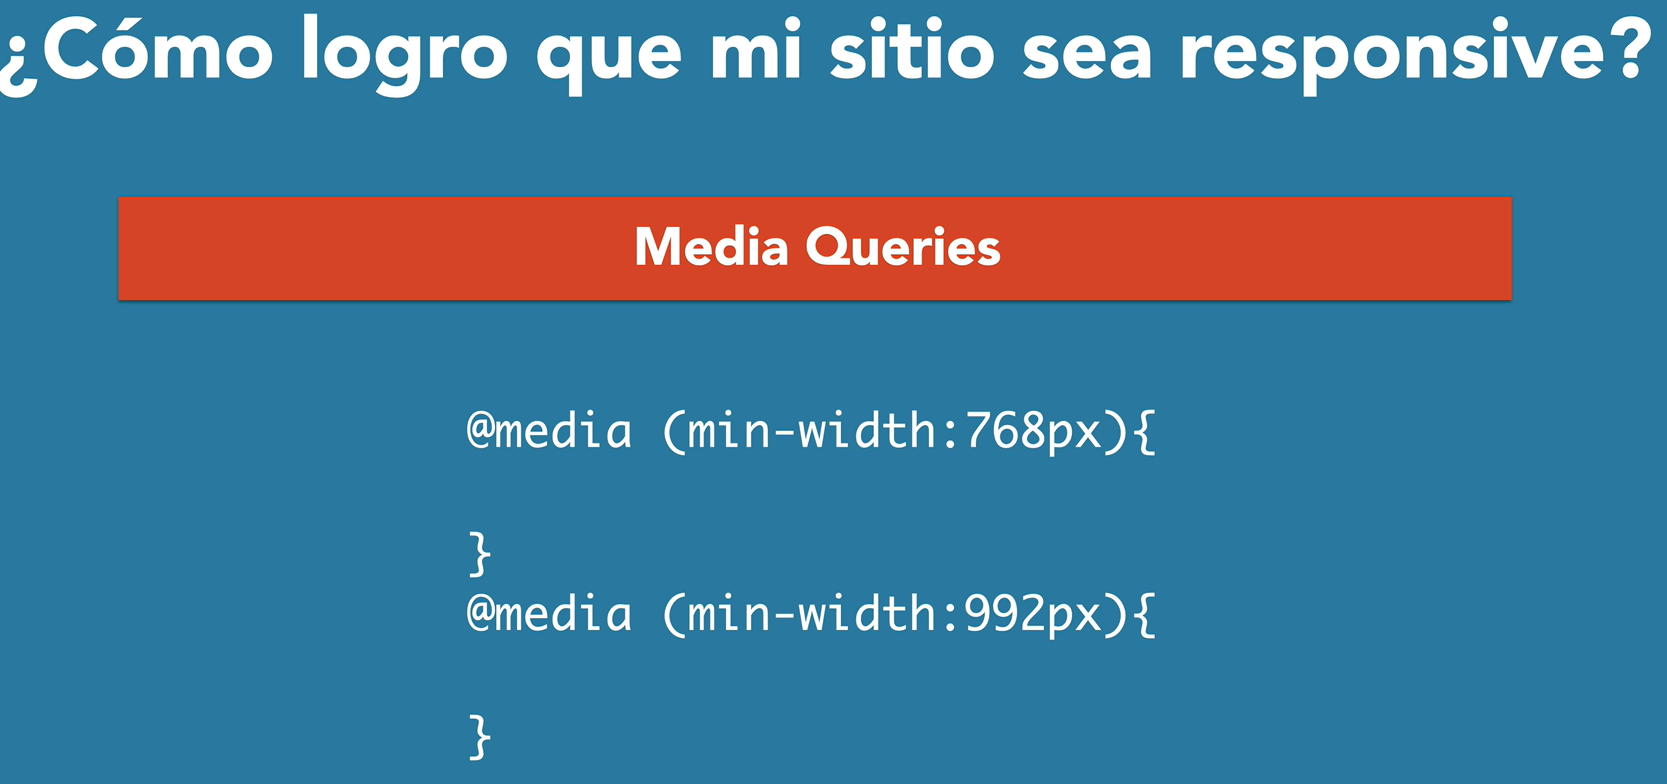 ¿Cómo logro que mi sitio sea responsive?
Media Queries
@media (min-width:768px){
}
@media (min-width:992px){
}